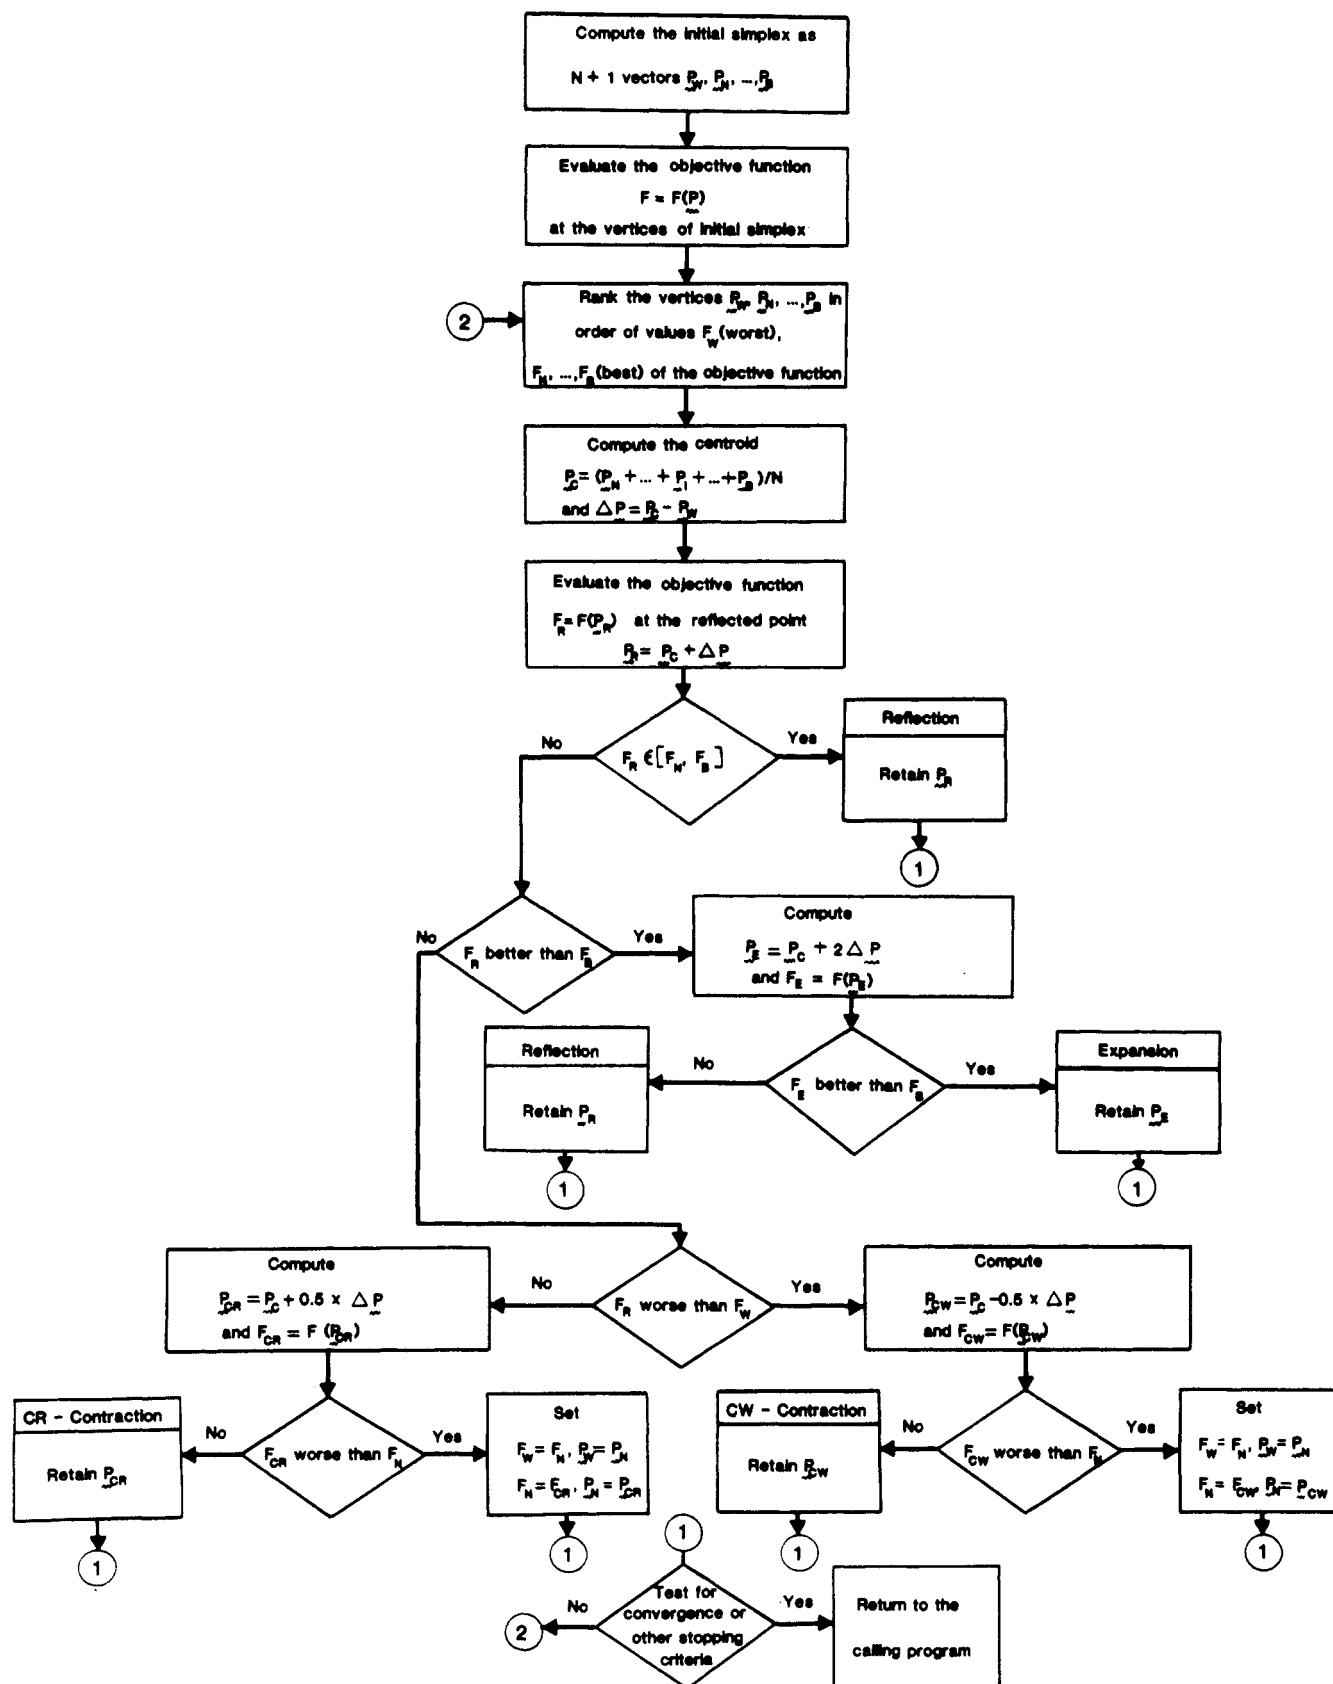 Compute the initial simplex as
N + 1 vectors P_W, P_N, ...,P_B
Evaluate the objective function
F = F(P)
at the vertices of initial simplex
Rank the vertices P_W, P_N, ...,P_B in
order of values F_W(worst),
F_N, ...,F_B(best) of the objective function
2
Compute the centroid
P_C = (P_N + ... + P_I + ... + P_B)/N
and △P = P_C - P_W
Evaluate the objective function
F_R = F(P_R) at the reflected point
P_R = P_C + △P
F_R ∈ [F_N, F_B]
No
Yes
Reflection
Retain P_R
1
F_R better than F_B
No
Yes
Compute
P_E = P_C + 2△P
and F_E = F(P_E)
F_E better than F_B
No
Yes
Reflection
Retain P_R
1
Expansion
Retain P_E
1
F_R worse than F_W
No
Yes
Compute
P_CR = P_C + 0.5 × △P
and F_CR = F(P_CR)
Compute
P_CW = P_C - 0.5 × △P
and F_CW = F(P_CW)
CR - Contraction
Retain P_CR
1
No
F_CR worse than F_N
Yes
Set
F_W = F_N, P_W = P_N
F_N = F_CR, P_N = P_CR
1
CW - Contraction
Retain P_CW
1
No
F_CW worse than F_N
Yes
Set
F_W = F_N, P_W = P_N
F_N = F_CW, P_N = P_CW
1
1
Test for
convergence or
other stopping
criteria
No
2
Yes
Return to the
calling program